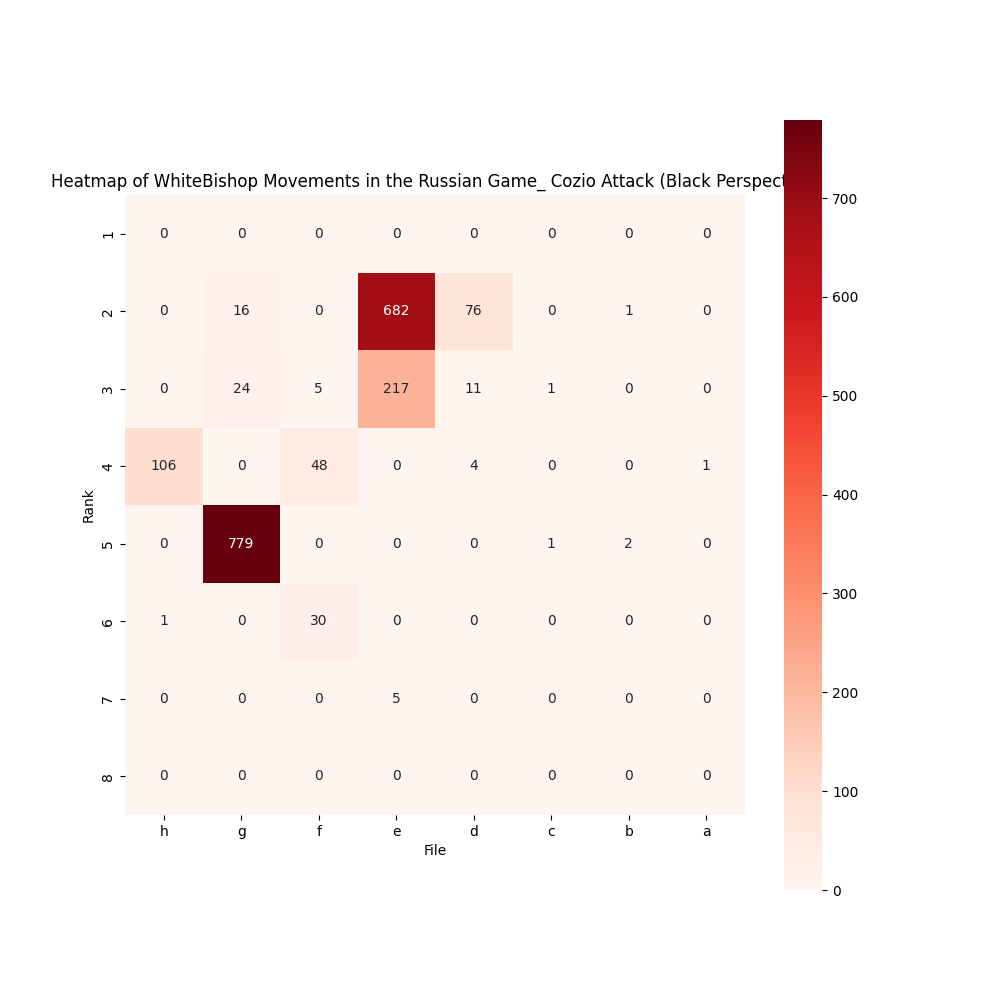 Heatmap of WhiteBishop Movements in the Russian Game_ Cozio Attack (Black
1 0 0 0 0 0 0 0 0
2 0 16 0 682 76 0 1 0
3 0 24 5 217 11 1 0 0
4 106 0 48 0 4 0 0 1
5 0 779 0 0 0 1 2 0
6 1 0 30 0 0 0 0 0
7 0 0 0 5 0 0 0 0
8 0 0 0 0 0 0 0 0
h g f e d c b a
File
Rank
700
600
500
400
300
200
100
0